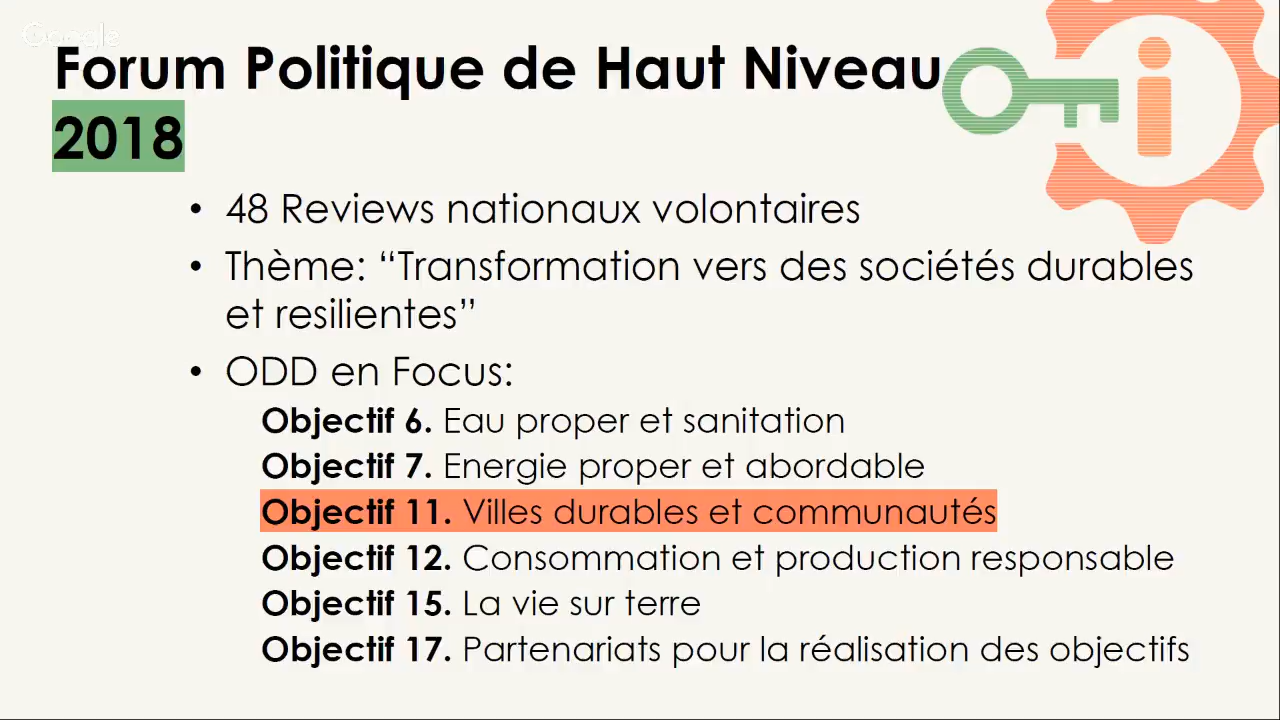 Google
Forum Politique de Haut Niveau
2018
• 48 Reviews nationaux volontaires
• Thème: “Transformation vers des sociétés durables
et resilientes”
• ODD en Focus:
Objectif 6. Eau proper et sanitation
Objectif 7. Energie proper et abordable
Objectif 11. Villes durables et communautés
Objectif 12. Consommation et production responsable
Objectif 15. La vie sur terre
Objectif 17. Partenariats pour la réalisation des objectifs